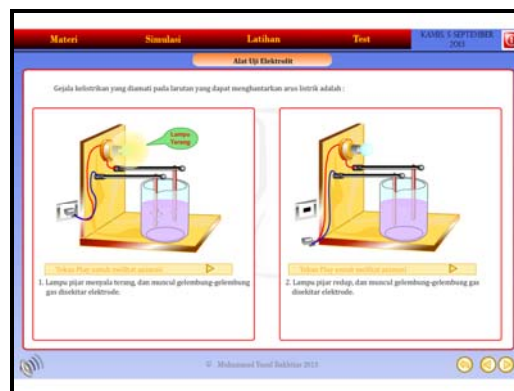 Materi Simulasi Latihan Test KAMIS, 5 SEPTEMBER 2013
Alat Uji Elektrolit
Gejala kelistrikan yang diamati pada larutan yang dapat menghantarkan arus listrik adalah :
Lampu Terang
Tekan Play untuk melihat animasi
1. Lampu pijar menyala terang, dan muncul gelembung-gelembung gas disekitar elektrode.
Tekan Play untuk melihat animasi
2. Lampu pijar redup, dan muncul gelembung-gelembung gas disekitar elektrode.
© Muhammad Yusuf Bakhtiar 2013